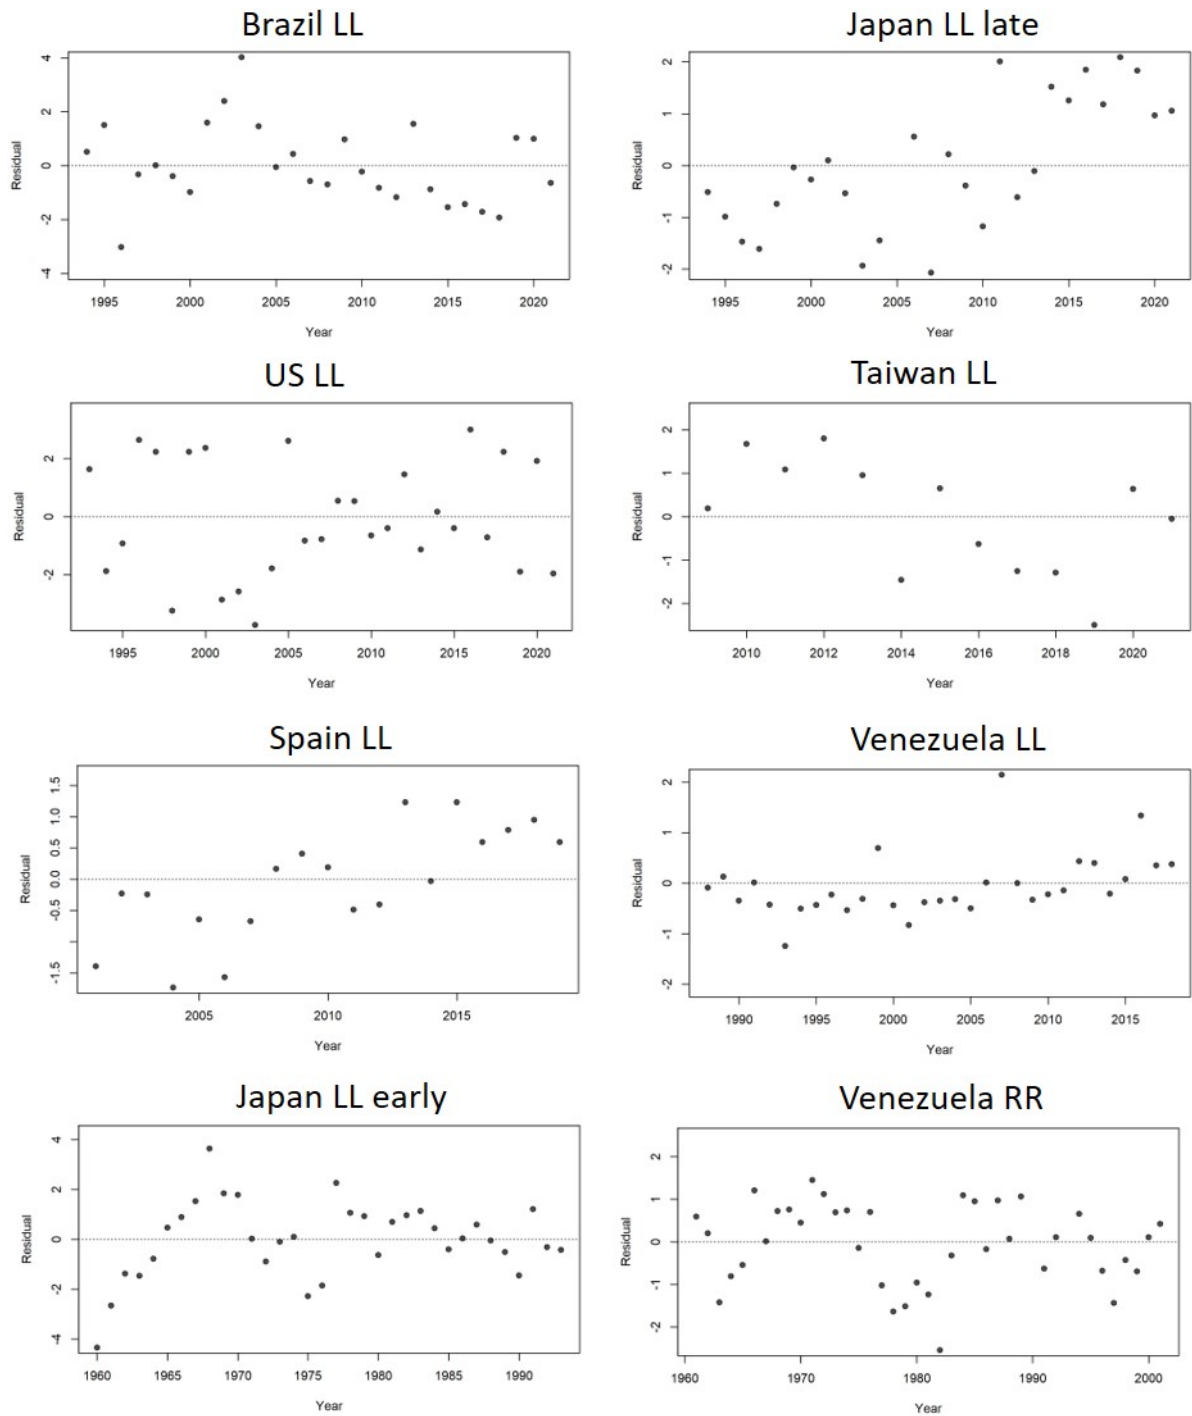 Brazil LL
4
2
0
-2
-4
Residual
1995 2000 2005 2010 2015 2020
Year
Japan LL late
2
1
0
-1
-2
Residual
1995 2000 2005 2010 2015 2020
Year
US LL
2
0
-2
Residual
1995 2000 2005 2010 2015 2020
Year
Taiwan LL
2
1
0
-1
-2
Residual
2010 2012 2014 2016 2018 2020
Year
Spain LL
1.5
1.0
0.5
0.0
-0.5
-1.5
Residual
2005 2010 2015
Year
Venezuela LL
2
1
0
-1
-2
Residual
1990 1995 2000 2005 2010 2015
Year
Japan LL early
4
2
0
-2
-4
Residual
1960 1965 1970 1975 1980 1985 1990
Year
Venezuela RR
2
1
0
-1
-2
Residual
1960 1970 1980 1990 2000
Year